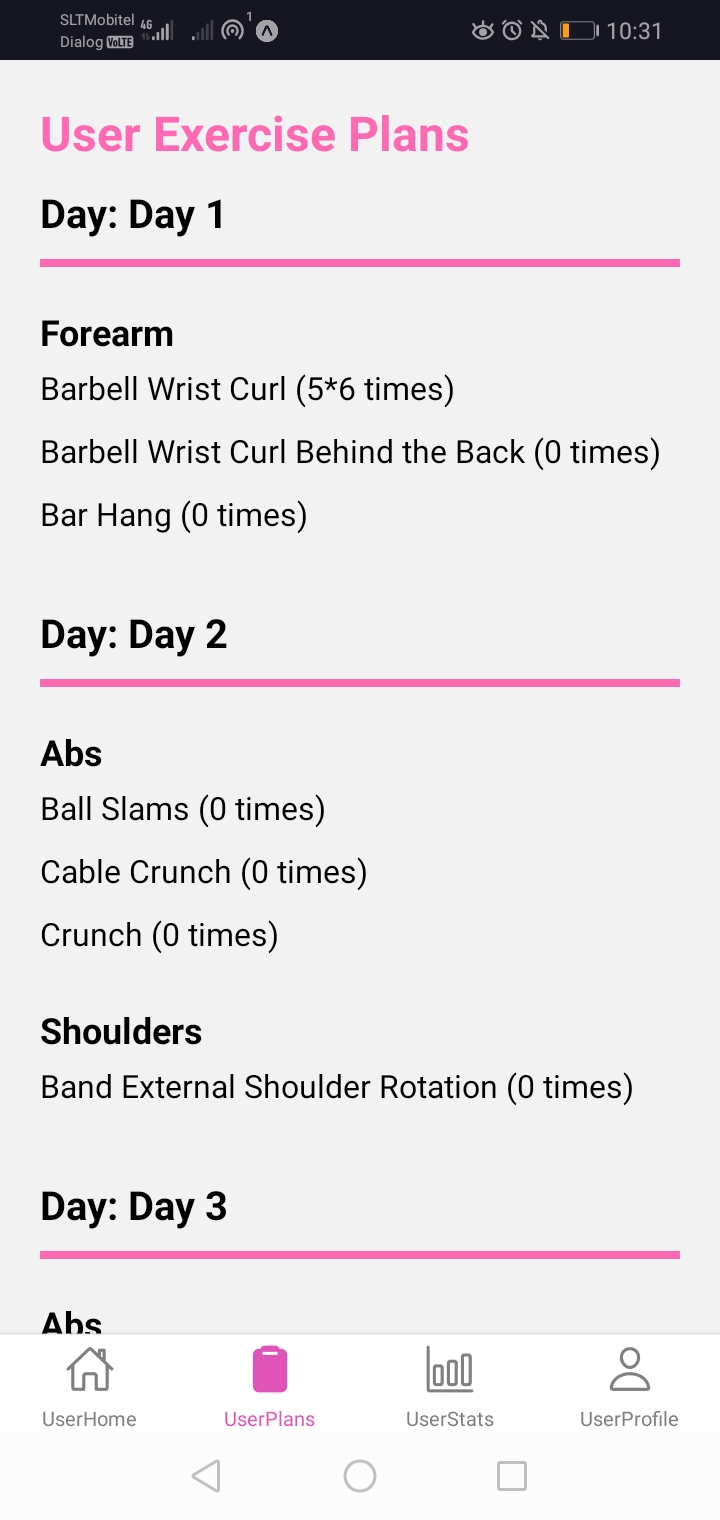 SLTMobitel 4G 1 10:31
Dialog VoLTE
User Exercise Plans
Day: Day 1
Forearm
Barbell Wrist Curl (5*6 times)
Barbell Wrist Curl Behind the Back (0 times)
Bar Hang (0 times)
Day: Day 2
Abs
Ball Slams (0 times)
Cable Crunch (0 times)
Crunch (0 times)
Shoulders
Band External Shoulder Rotation (0 times)
Day: Day 3
Abs
UserHome UserPlans UserStats UserProfile